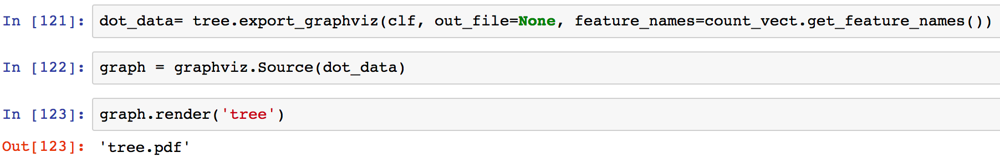 In [121]: dot_data= tree.export_graphviz(clf, out_file=None, feature_names=count_vect.get_feature_names())
In [122]: graph = graphviz.Source(dot_data)
In [123]: graph.render('tree')
Out[123]: 'tree.pdf'